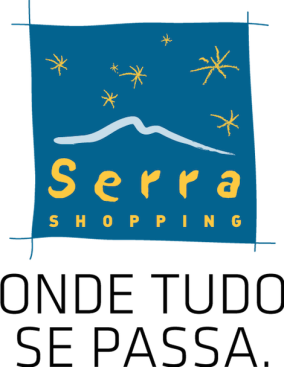 Serra
SHOPPING
ONDE TUDO
SE PASSA.